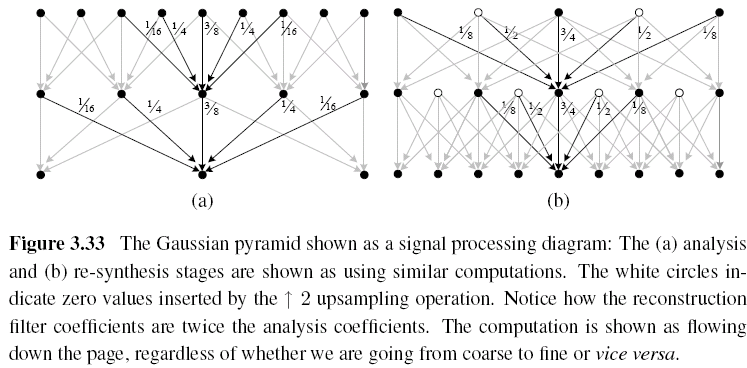 1/16 1/4 3/8 1/4 1/16
1/8 1/2 3/4 1/2 1/8
1/16 1/4 3/8 1/4 1/16
1/8 1/2 3/4 1/2 1/8
(a) (b)
Figure 3.33 The Gaussian pyramid shown as a signal processing diagram: The (a) analysis
and (b) re-synthesis stages are shown as using similar computations. The white circles in-
dicate zero values inserted by the ↑ 2 upsampling operation. Notice how the reconstruction
filter coefficients are twice the analysis coefficients. The computation is shown as flowing
down the page, regardless of whether we are going from coarse to fine or vice versa.